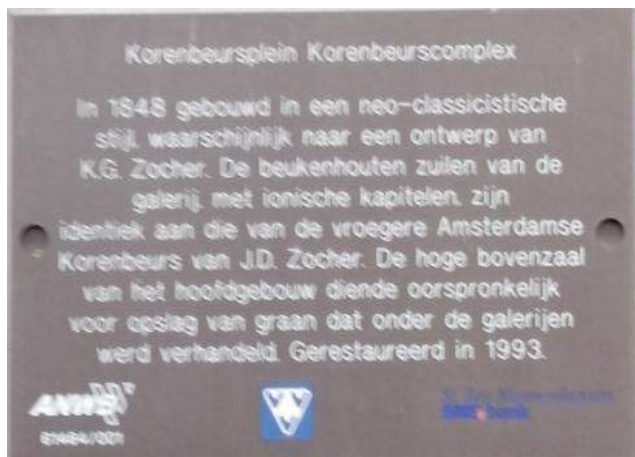 Korenbeursplein Korenbeurscomplex
In 1848 gebouwd in een neo-classicistische
stijl, waarschijnlijk naar een ontwerp van
K.G. Zocher. De beukenhouten zuilen van de
galerij, met ionische kapitelen, zijn
identiek aan die van de vroegere Amsterdamse
Korenbeurs van J.D. Zocher. De hoge bovenzaal
van het hoofdgebouw diende oorspronkelijk
voor opslag van graan dat onder de galerijen
werd verhandeld. Gerestaureerd in 1993.
ANWB
61484/001
bank